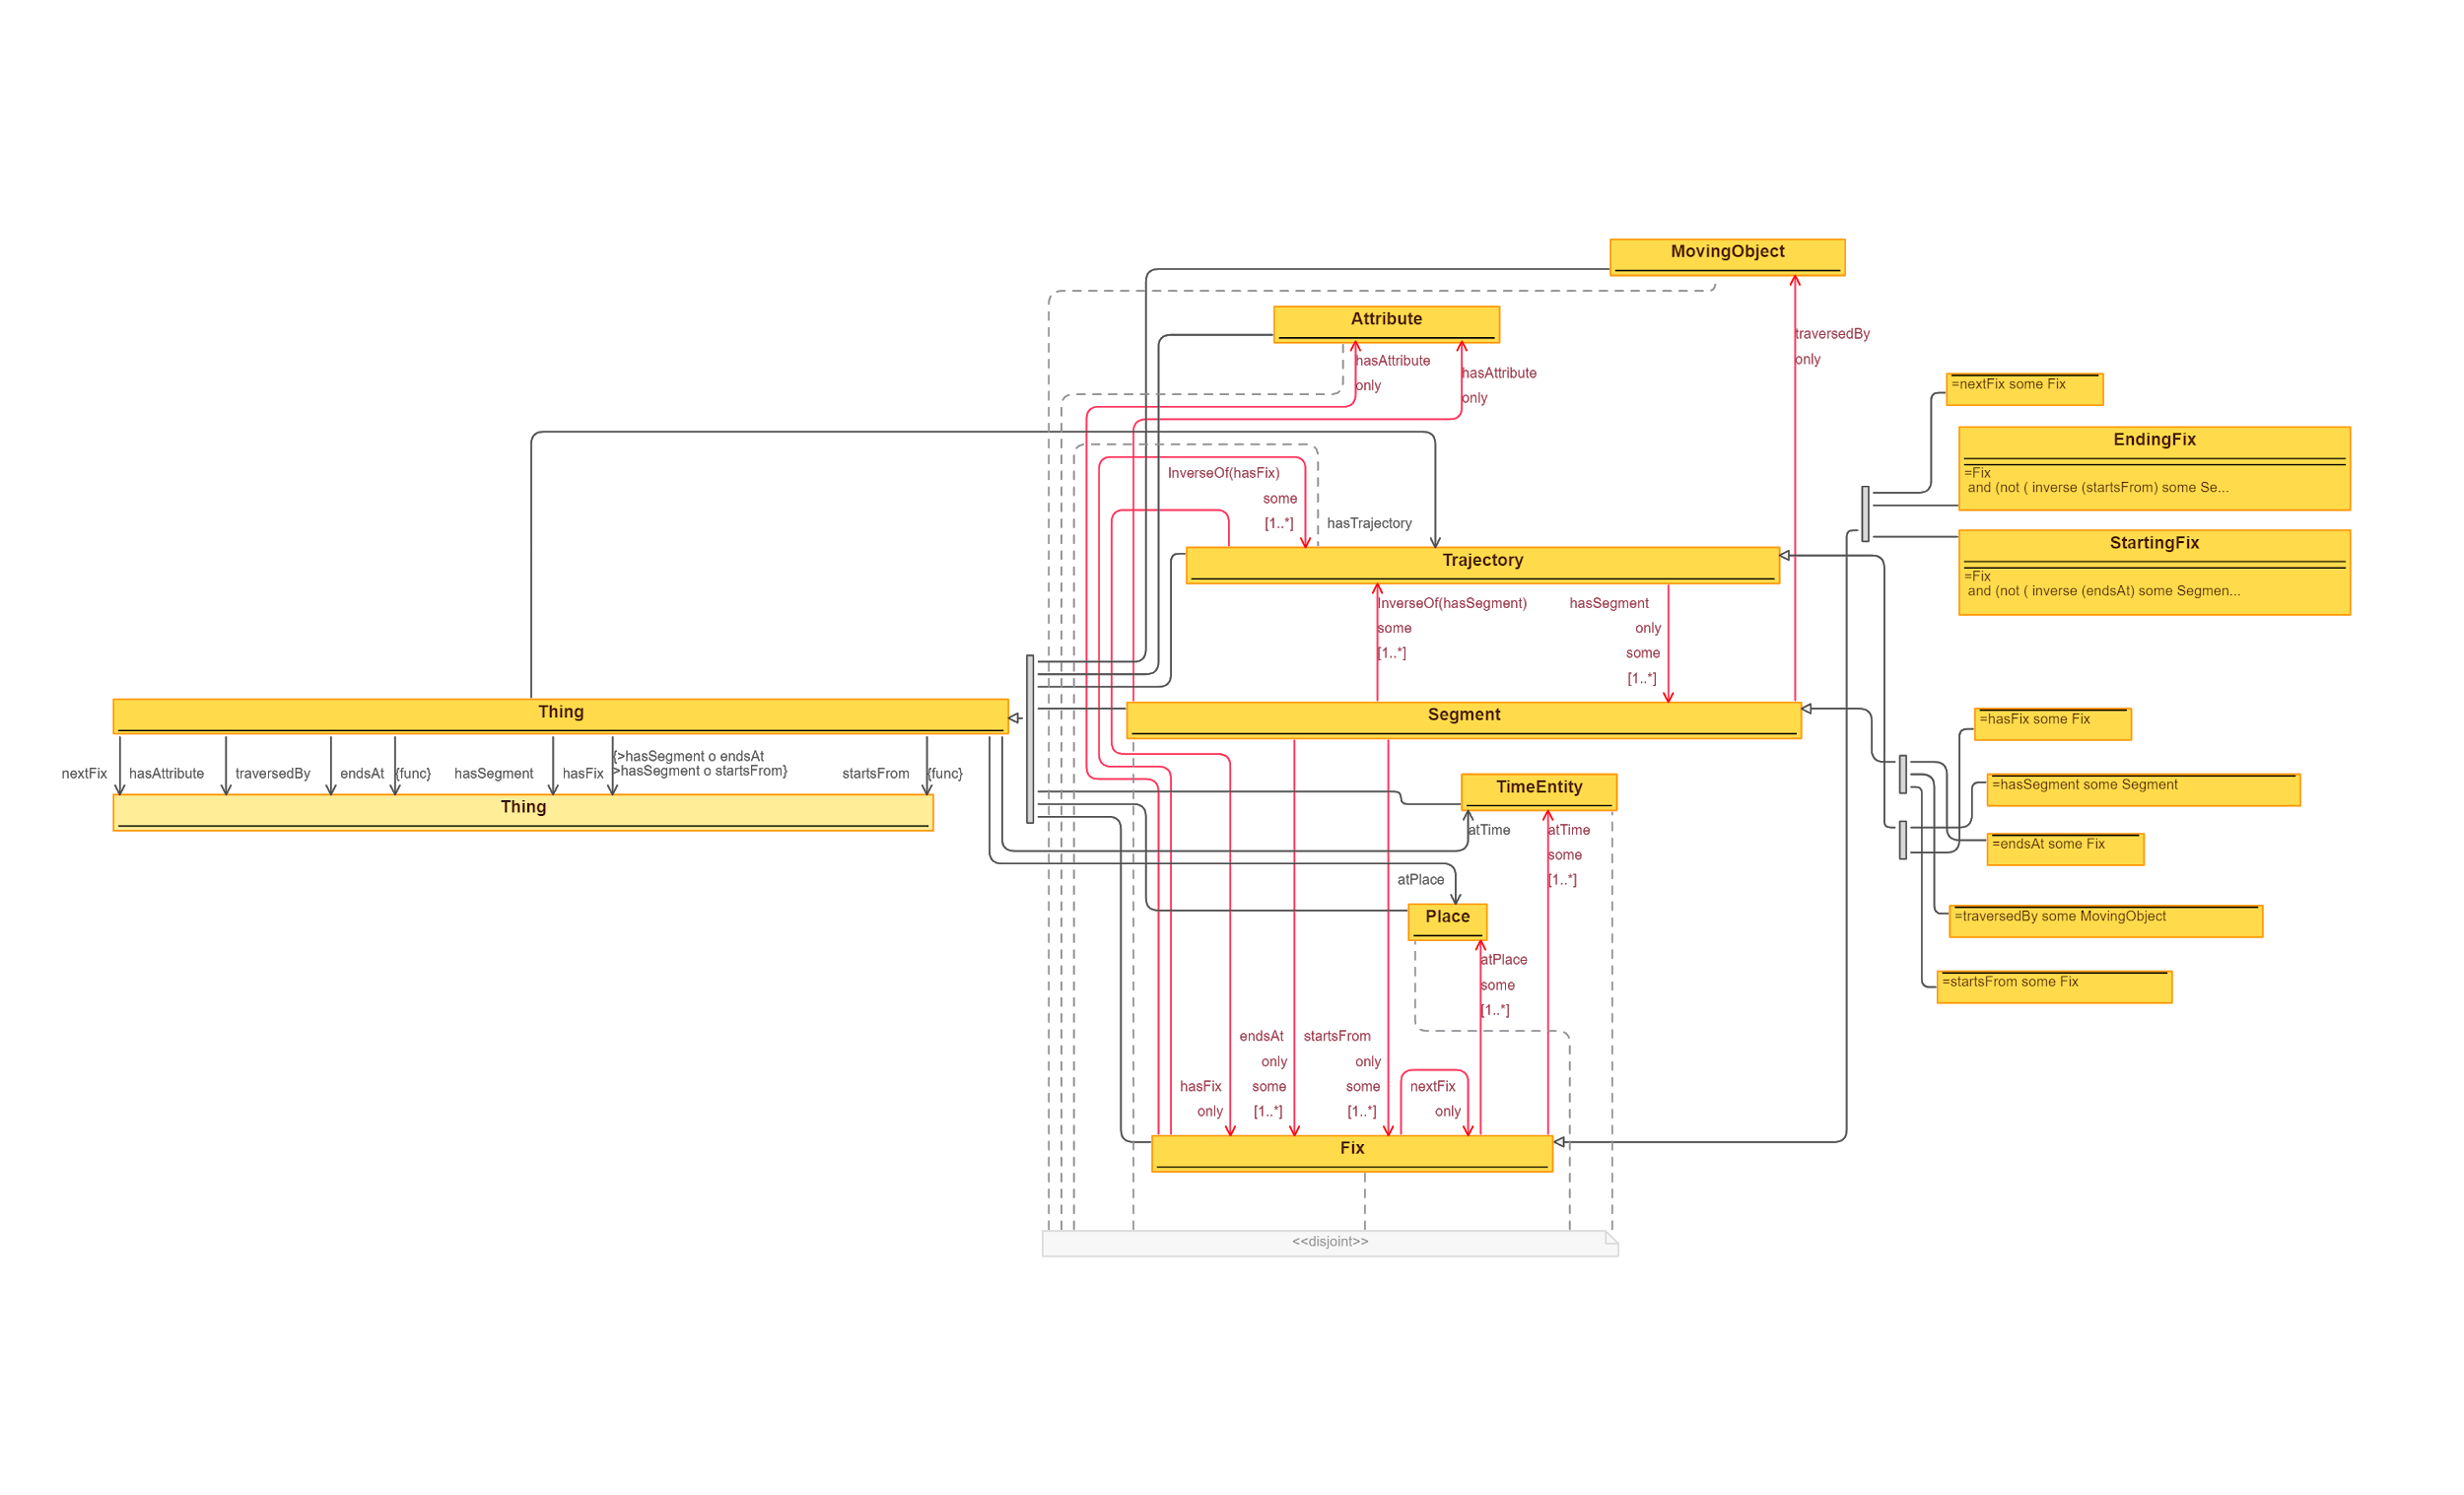 MovingObject
Attribute
hasAttribute
only
hasAttribute
only
traversedBy
only
=nextFix some Fix
EndingFix
=Fix
and (not ( inverse (startsFrom) some Se...
InverseOf(hasFix)
some
[1..*]
hasTrajectory
StartingFix
=Fix
and (not ( inverse (endsAt) some Segmen...
Trajectory
InverseOf(hasSegment)
some
[1..*]
hasSegment
only
some
[1..*]
Thing
Segment
=hasFix some Fix
nextFix
hasAttribute
traversedBy
endsAt
{func}
hasSegment
hasFix
{>hasSegment o endsAt
>hasSegment o startsFrom}
startsFrom
{func}
Thing
TimeEntity
=hasSegment some Segment
atTime
atTime
some
[1..*]
=endsAt some Fix
atPlace
Place
=traversedBy some MovingObject
atPlace
some
[1..*]
=startsFrom some Fix
endsAt
only
some
[1..*]
startsFrom
only
some
[1..*]
hasFix
only
nextFix
only
Fix
<<disjoint>>